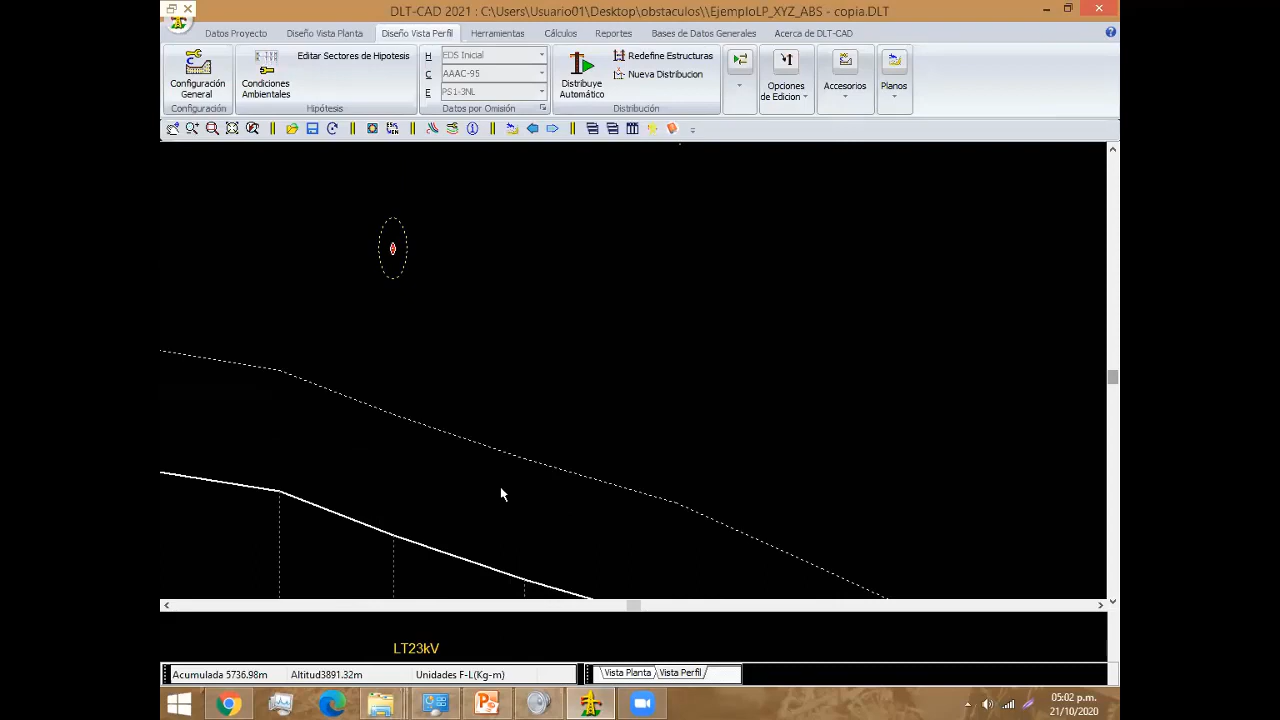 DLT-CAD 2021 : C:\Users\Usuario01\Desktop\obstaculos\\EjemploLP_XYZ_ABS - copia.DLT
Datos Proyecto Diseño Vista Planta Diseño Vista Perfil Herramientas Cálculos Reportes Bases de Datos Generales Acerca de DLT-CAD
Configuración General
Configuración
Condiciones Ambientales
Editar Sectores de Hipotesis
Hipótesis
H EDS Inicial
C AAAC-95
E PS1-3NL
Datos por Omisión
Distribuye Automático
Redefine Estructuras
Nueva Distribucion
Distribución
Opciones de Edicion
Accesorios
Planos
LT23kV
Acumulada 5736.98m Altitud3891.32m Unidades F-L(Kg-m) Vista Planta Vista Perfil
05:02 p.m.
21/10/2020